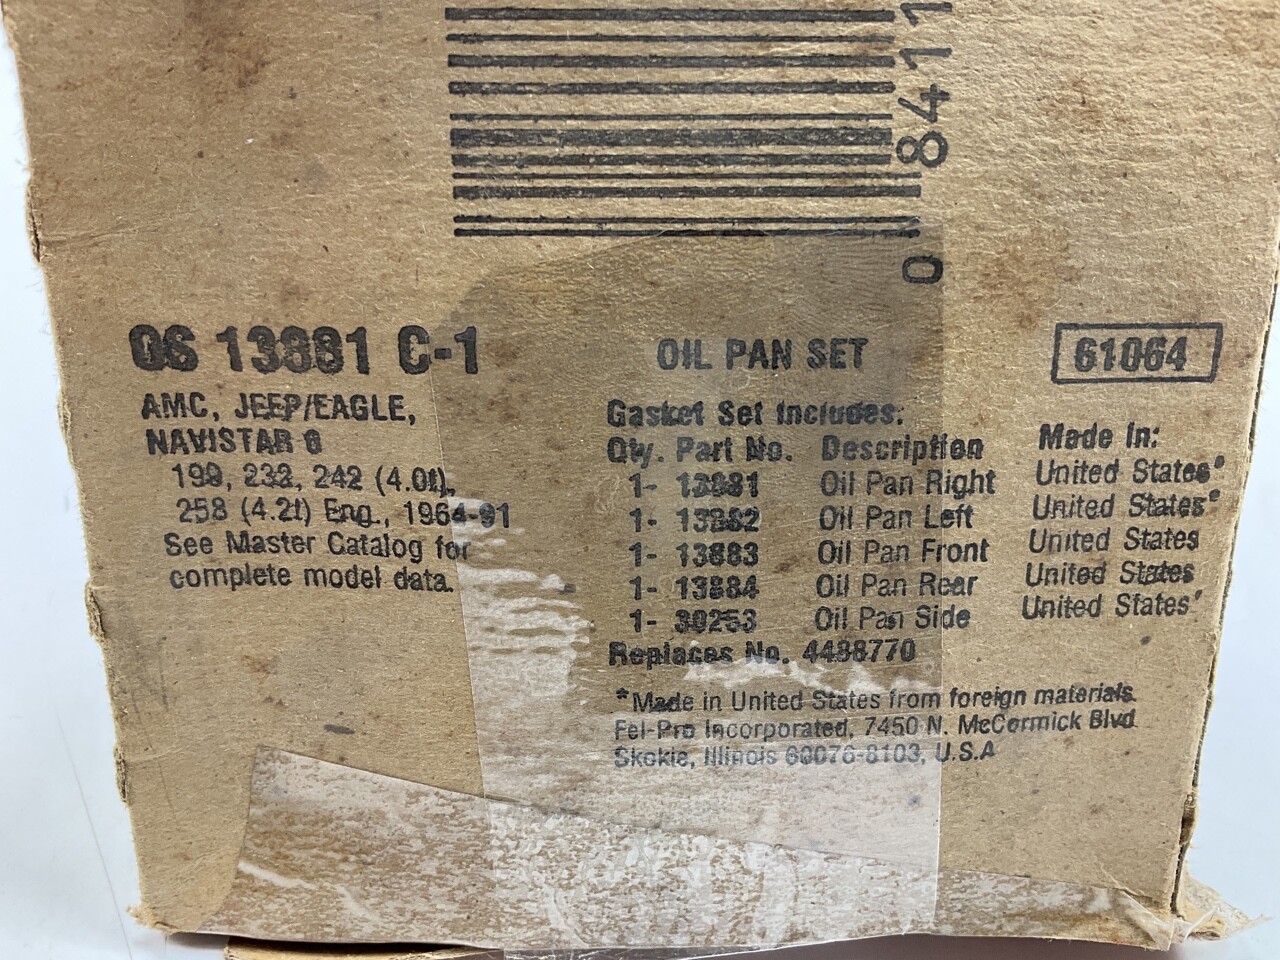 0 8411
OS 13881 C-1
AMC, JEEP/EAGLE,
NAVISTAR 6
199, 232, 242 (4.0ℓ),
258 (4.2ℓ) Eng., 1964-91
See Master Catalog for
complete model data.
OIL PAN SET
61064
Gasket Set Includes:
Qty. Part No. Description Made In:
1- 13881 Oil Pan Right United States*
1- 13882 Oil Pan Left United States*
1- 13883 Oil Pan Front United States
1- 13884 Oil Pan Rear United States
1- 30253 Oil Pan Side United States*
Replaces No. 4488770
*Made in United States from foreign materials.
Fel-Pro Incorporated, 7450 N. McCormick Blvd.
Skokie, Illinois 60076-8103, U.S.A